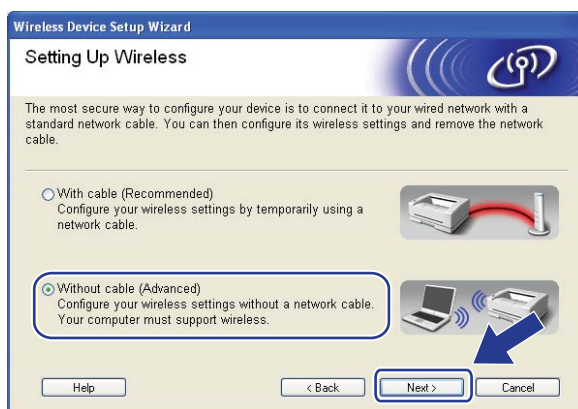 Wireless Device Setup Wizard
Setting Up Wireless
The most secure way to configure your device is to connect it to your wired network with a
standard network cable. You can then configure its wireless settings and remove the network
cable.
With cable (Recommended)
Configure your wireless settings by temporarily using a
network cable.
Without cable (Advanced)
Configure your wireless settings without a network cable.
Your computer must support wireless.
Help < Back Next > Cancel